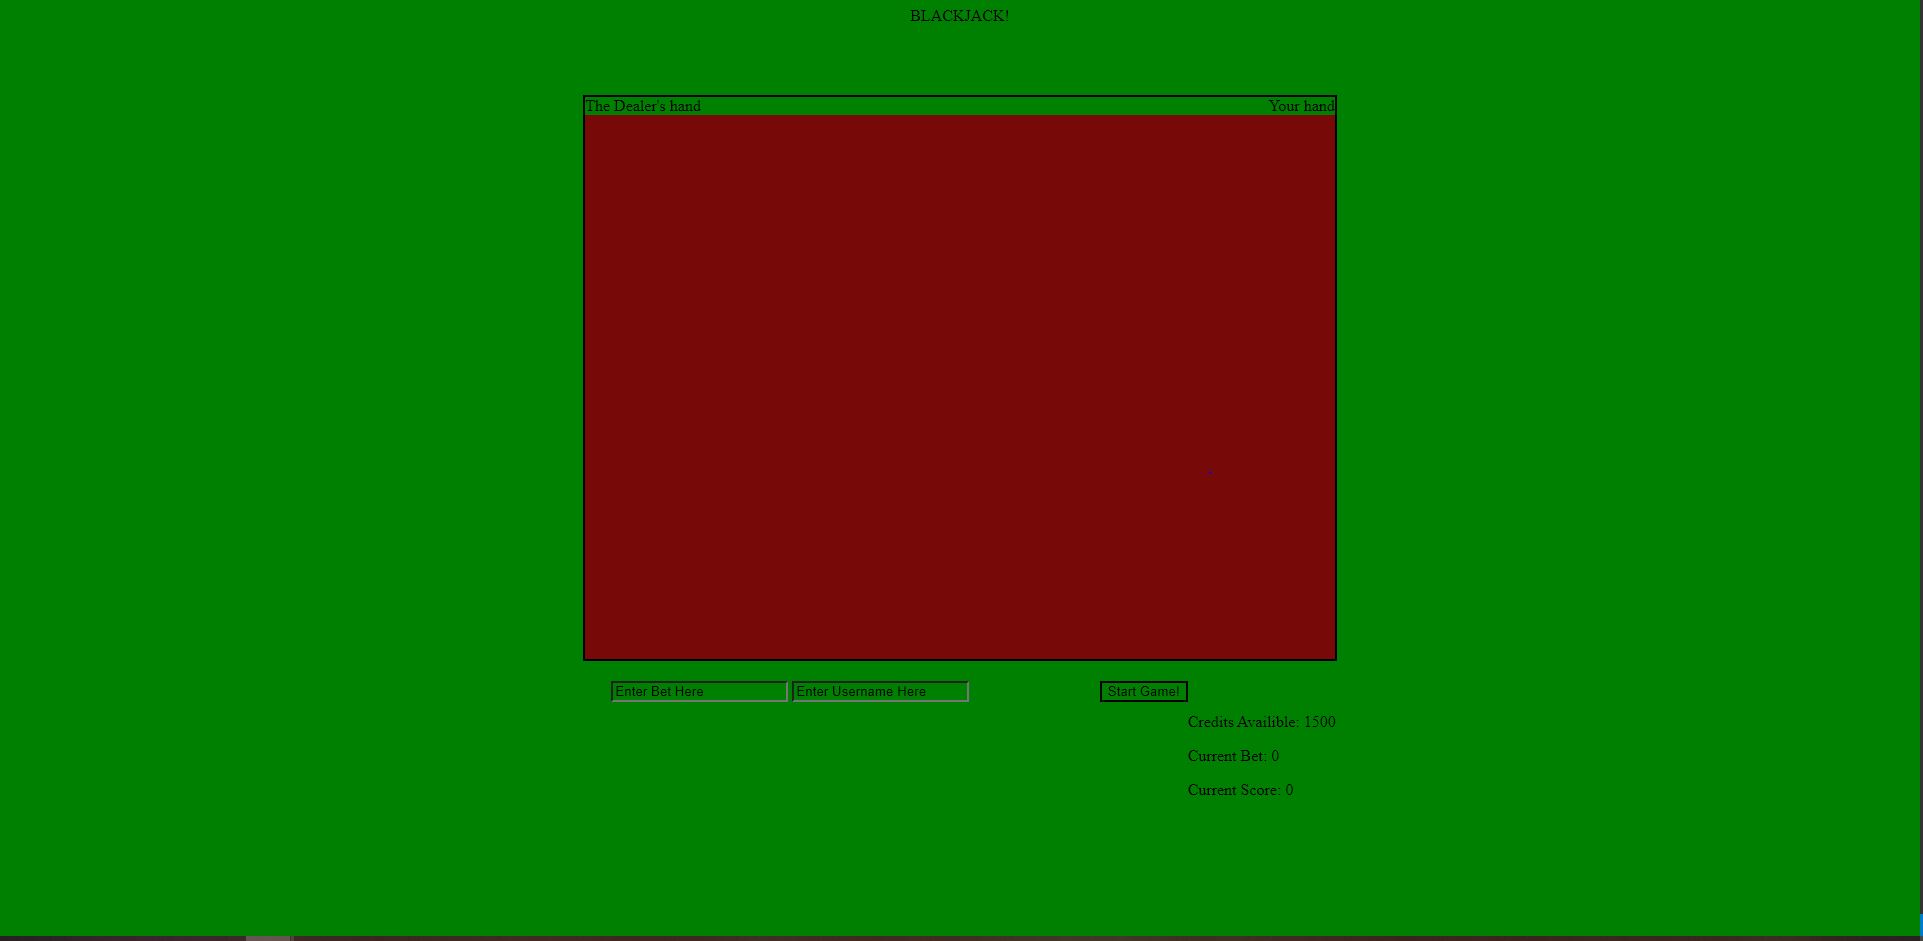 BLACKJACK!
The Dealer's hand
Your hand
Enter Bet Here
Enter Username Here
Start Game!
Credits Availible: 1500
Current Bet: 0
Current Score: 0